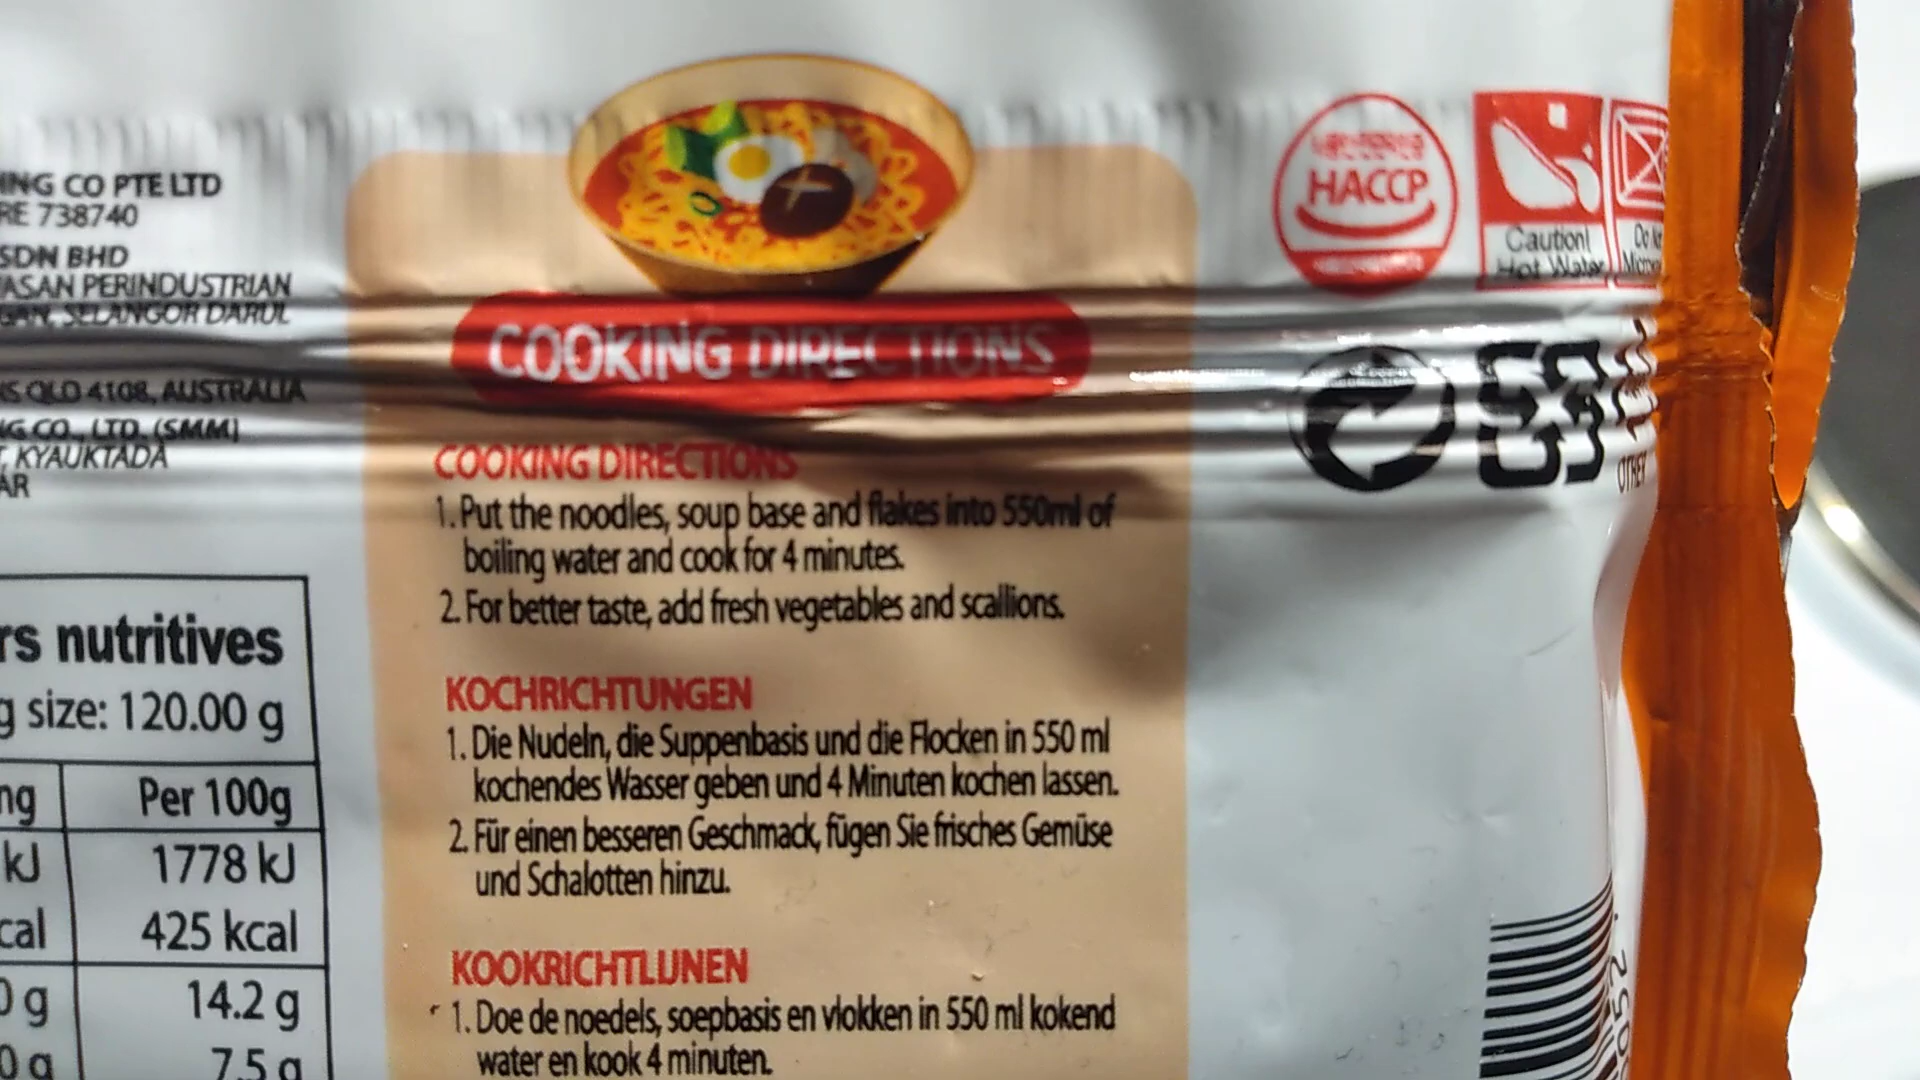 ING CO PTE LTD
RE 738740
SDN BHD
ASAN PERINDUSTRIAN
GAN, SELANGOR DARUL
NS QLD 4108, AUSTRALIA
NG CO., LTD. (SMM)
, KYAUKTADA
AR
rs nutritives
g size: 120.00 g
ng Per 100g
kJ 1778 kJ
cal 425 kcal
0 g 14.2 g
0 g 7.5 g
COOKING DIRECTIONS
COOKING DIRECTIONS
1. Put the noodles, soup base and flakes into 550ml of
boiling water and cook for 4 minutes.
2. For better taste, add fresh vegetables and scallions.
KOCHRICHTUNGEN
1. Die Nudeln, die Suppenbasis und die Flocken in 550 ml
kochendes Wasser geben und 4 Minuten kochen lassen.
2. Für einen besseren Geschmack, fügen Sie frisches Gemüse
und Schalotten hinzu.
KOOKRICHTLIJNEN
1. Doe de noedels, soepbasis en vlokken in 550 ml kokend
water en kook 4 minuten.
HACCP
Caution!
Hot Water
Do
OTHER